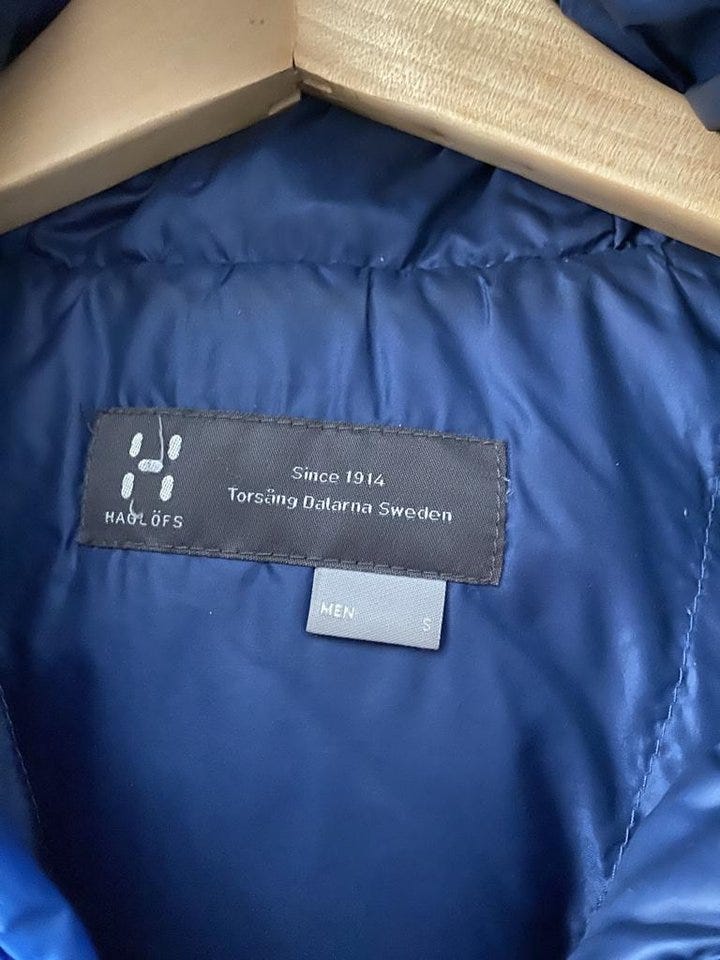 HAGLÖFS
Since 1914
Torsång Dalarna Sweden
MEN S